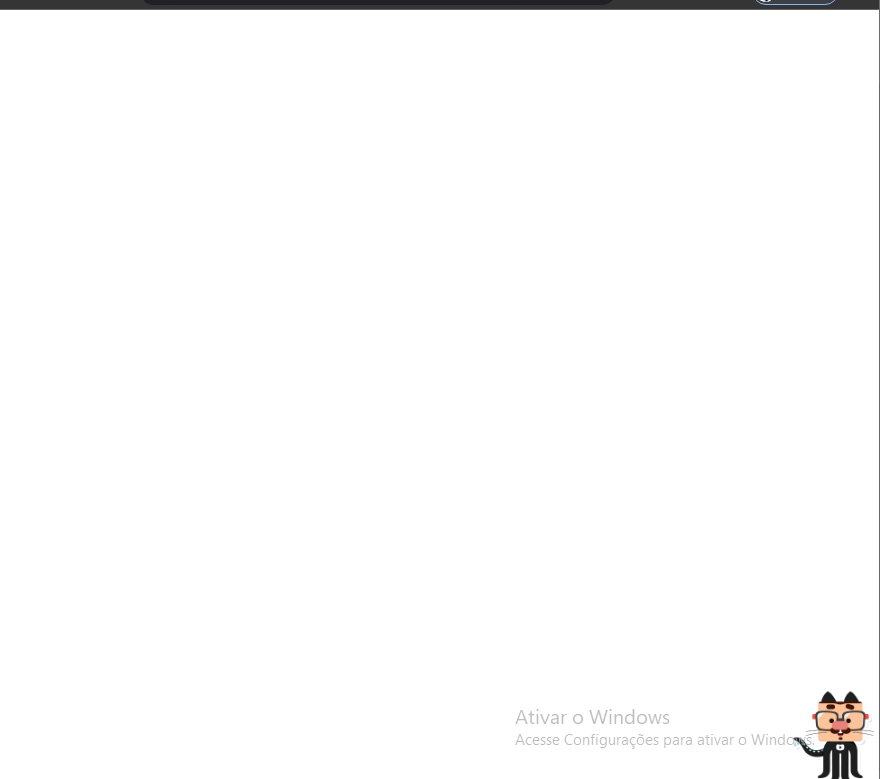 Ativar o Windows
Acesse Configurações para ativar o Windows.